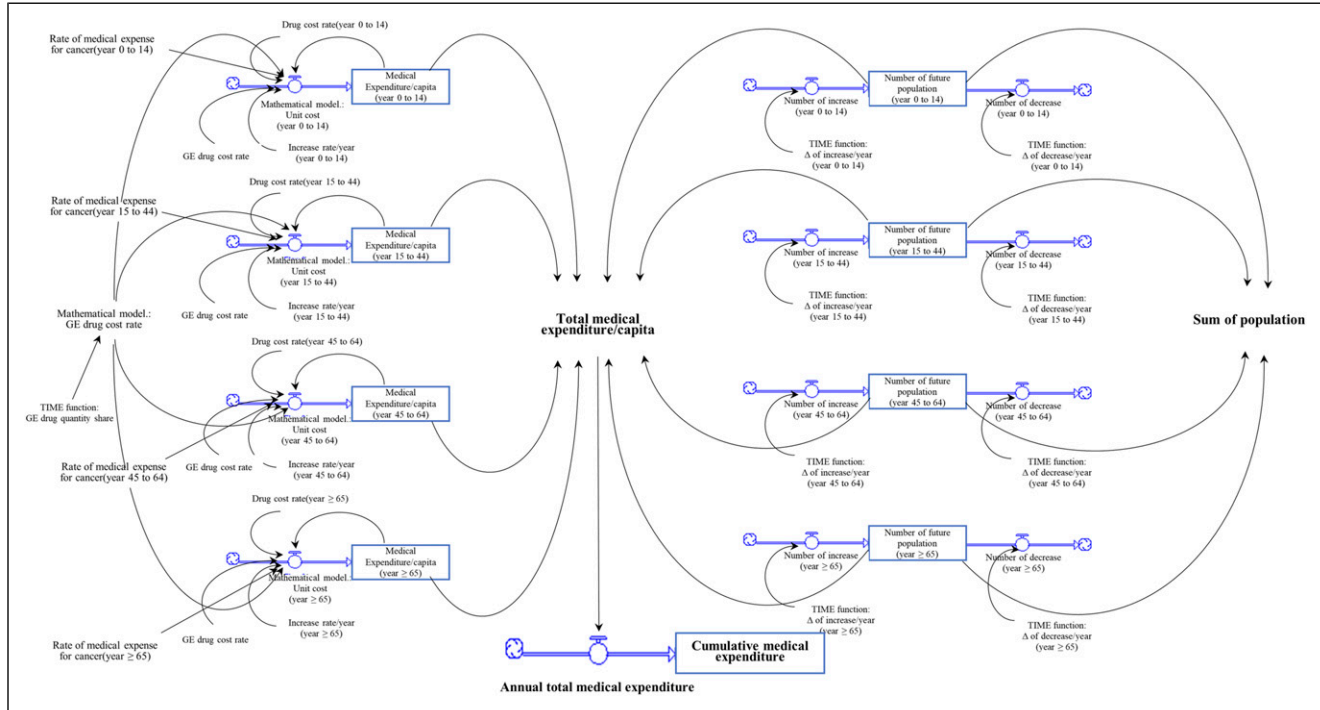 Drug cost rate(year 0 to 14)
Rate of medical expense
for cancer(year 0 to 14)
Medical
Expenditure/capita
(year 0 to 14)
Mathematical model.:
Unit cost
(year 0 to 14)
GE drug cost rate
Increase rate/year
(year 0 to 14)
Number of increase
(year 0 to 14)
Number of future
population
(year 0 to 14)
Number of decrease
(year 0 to 14)
TIME function:
Δ of increase/year
(year 0 to 14)
TIME function:
Δ of decrease/year
(year 0 to 14)
Drug cost rate(year 15 to 44)
Rate of medical expense
for cancer(year 15 to 44)
Medical
Expenditure/capita
(year 15 to 44)
Mathematical model.:
Unit cost
(year 15 to 44)
GE drug cost rate
Increase rate/year
(year 15 to 44)
Number of increase
(year 15 to 44)
Number of future
population
(year 15 to 44)
Number of decrease
(year 15 to 44)
TIME function:
Δ of increase/year
(year 15 to 44)
TIME function:
Δ of decrease/year
(year 15 to 44)
Mathematical model.:
GE drug cost rate
Total medical
expenditure/capita
Sum of population
TIME function:
GE drug quantity share
Drug cost rate(year 45 to 64)
Medical
Expenditure/capita
(year 45 to 64)
Mathematical model.:
Unit cost
(year 45 to 64)
Rate of medical expense
for cancer(year 45 to 64)
GE drug cost rate
Increase rate/year
(year 45 to 64)
Number of increase
(year 45 to 64)
Number of future
population
(year 45 to 64)
Number of decrease
(year 45 to 64)
TIME function:
Δ of increase/year
(year 45 to 64)
TIME function:
Δ of decrease/year
(year 45 to 64)
Drug cost rate(year ≥ 65)
Medical
Expenditure/capita
(year ≥ 65)
Mathematical model.:
Unit cost
(year ≥ 65)
Rate of medical expense
for cancer(year ≥ 65)
GE drug cost rate
Increase rate/year
(year ≥ 65)
Number of increase
(year ≥ 65)
Number of future
population
(year ≥ 65)
Number of decrease
(year ≥ 65)
TIME function:
Δ of increase/year
(year ≥ 65)
TIME function:
Δ of decrease/year
(year ≥ 65)
Cumulative medical
expenditure
Annual total medical expenditure